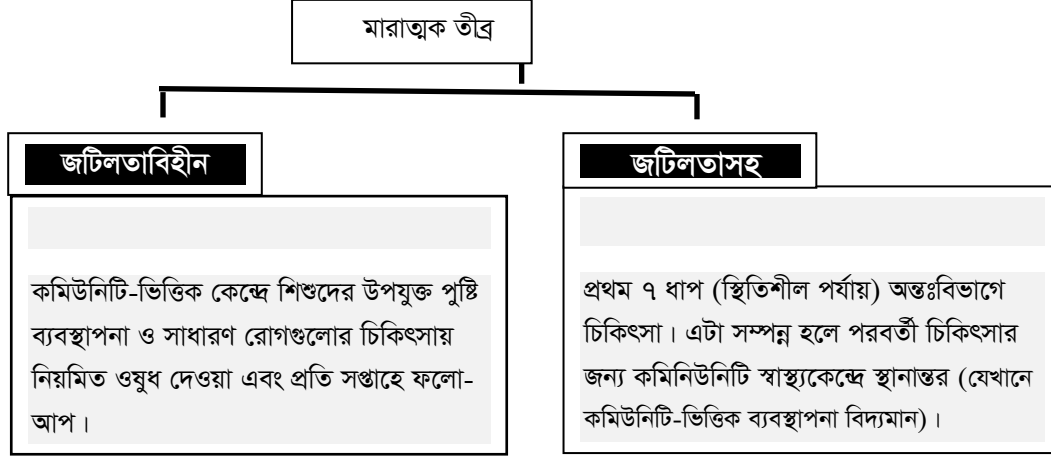 মারাত্মক তীব্র
জটিলতাবিহীন
কমিউনিটি-ভিত্তিক কেন্দ্রে শিশুদের উপযুক্ত পুষ্টি
ব্যবস্থাপনা ও সাধারণ রোগগুলোর চিকিৎসায়
নিয়মিত ওষুধ দেওয়া এবং প্রতি সপ্তাহে ফলো-
আপ।
জটিলতাসহ
প্রথম ৭ ধাপ (স্থিতিশীল পর্যায়) অন্তঃবিভাগে
চিকিৎসা। এটা সম্পন্ন হলে পরবর্তী চিকিৎসার
জন্য কমিনিউনিটি স্বাস্থ্যকেন্দ্রে স্থানান্তর (যেখানে
কমিউনিটি-ভিত্তিক ব্যবস্থাপনা বিদ্যমান)।